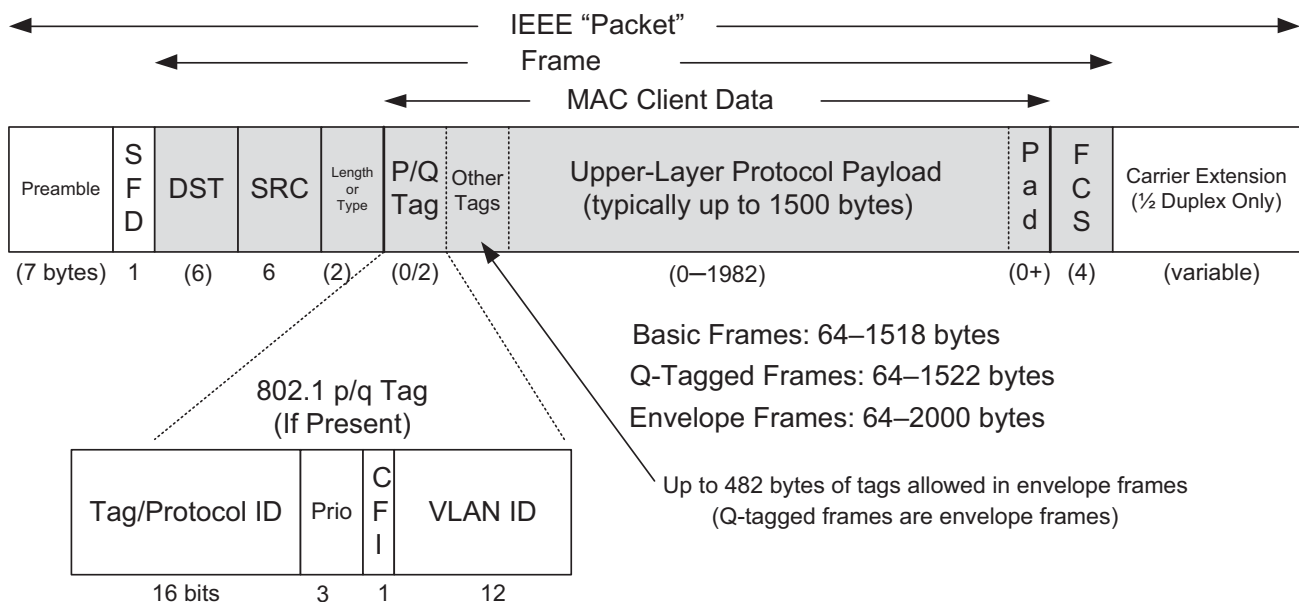 IEEE “Packet”
Frame
MAC Client Data
Preamble
S
F
D
DST
SRC
Length
or
Type
P/Q
Tag
Other
Tags
Upper-Layer Protocol Payload
(typically up to 1500 bytes)
P
a
d
F
C
S
Carrier Extension
(½ Duplex Only)
(7 bytes) 1 (6) 6 (2) (0/2) (0—1982) (0+) (4) (variable)
Basic Frames: 64–1518 bytes
Q-Tagged Frames: 64–1522 bytes
Envelope Frames: 64–2000 bytes
802.1 p/q Tag
(If Present)
Up to 482 bytes of tags allowed in envelope frames
(Q-tagged frames are envelope frames)
Tag/Protocol ID
Prio
C
F
I
VLAN ID
16 bits 3 1 12